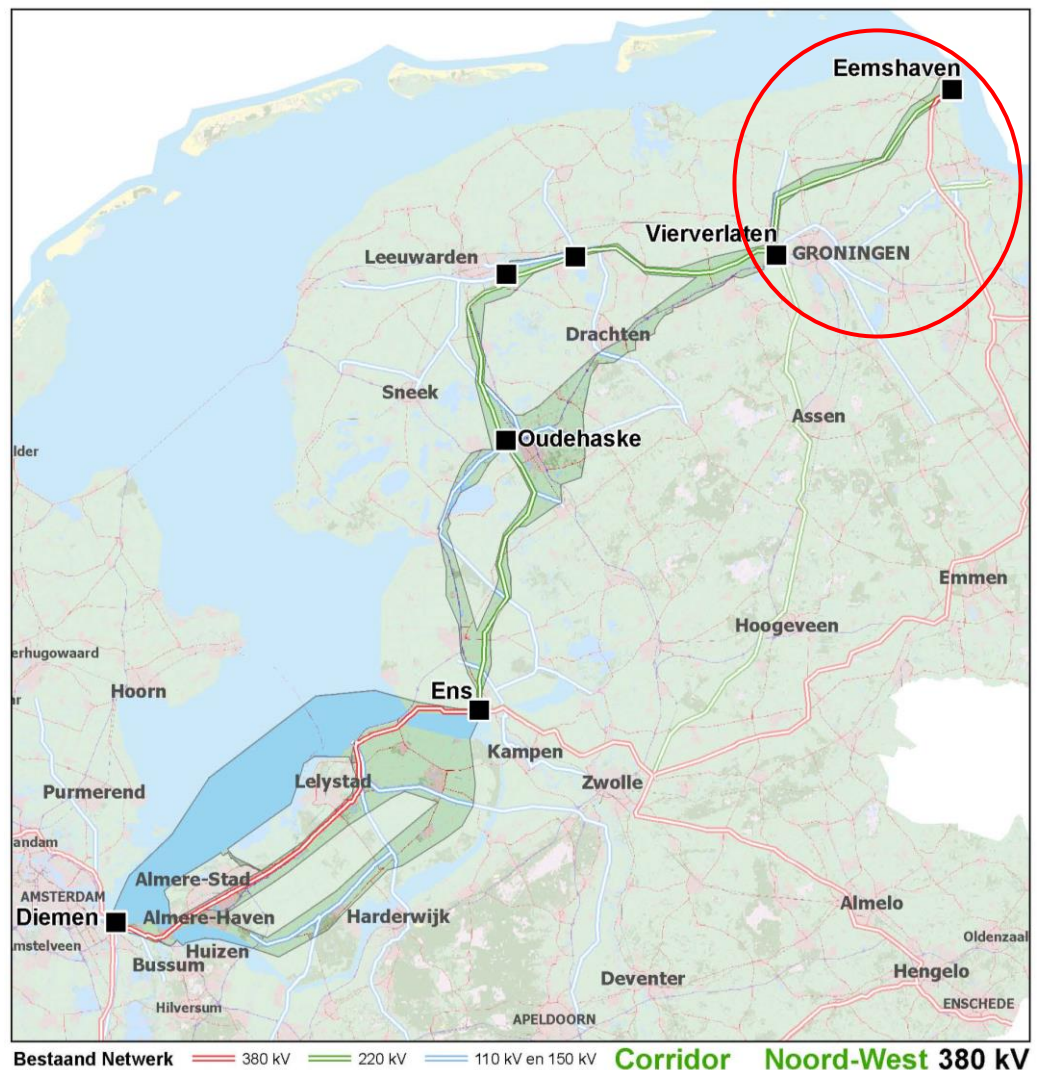 Eemshaven
Vierverlaten
GRONINGEN
Leeuwarden
Drachten
Sneek
Assen
Oudehaske
lder
Emmen
Hoogeveen
erhugowaard
Hoorn
ar
Ens
Kampen
Lelystad
Zwolle
Purmerend
andam
Almere-Stad
AMSTERDAM
Almelo
Diemen
Almere-Haven
Harderwijk
mstelveen
Huizen
Oldenzaal
Bussum
Hengelo
Deventer
Hilversum
ENSCHEDE
APELDOORN
Bestaand Netwerk 380 kV 220 kV 110 kV en 150 kV Corridor Noord-West 380 kV